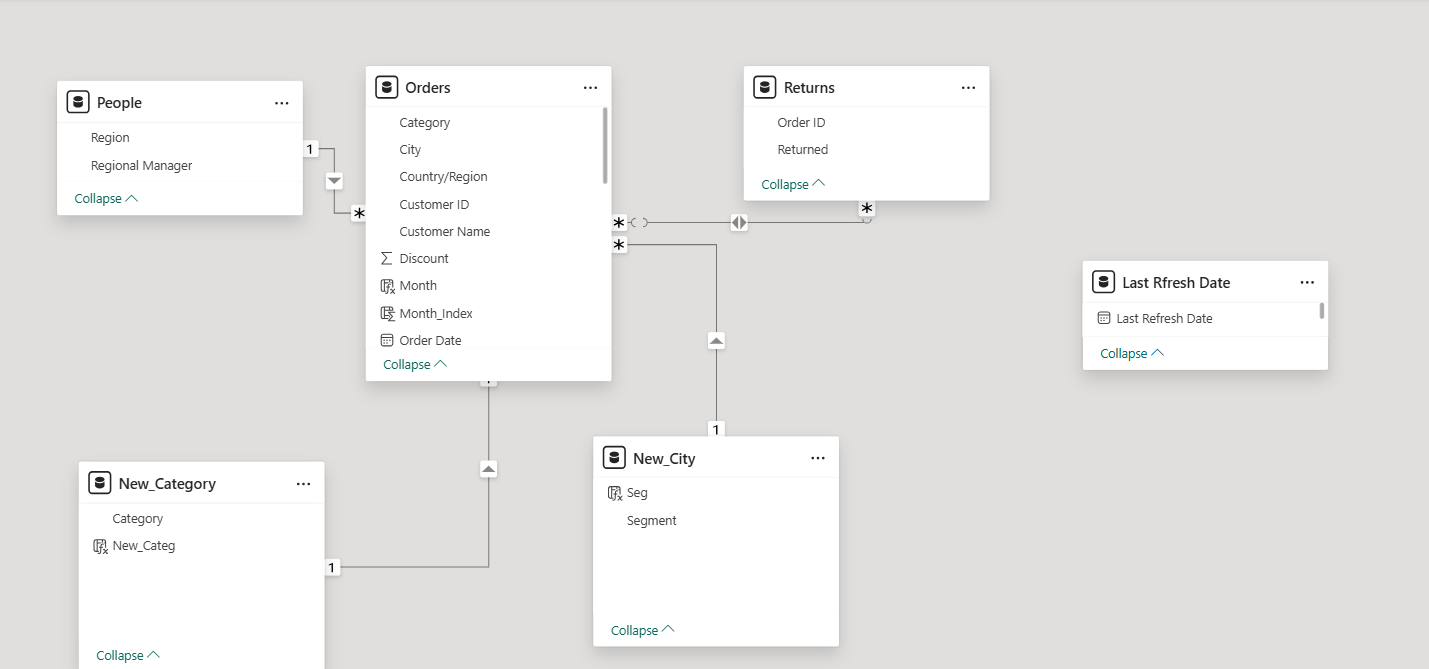 People
Region
Regional Manager
Collapse
1
*
Orders
Category
City
Country/Region
Customer ID
Customer Name
Discount
Month
Month_Index
Order Date
Collapse
*
*
Returns
Order ID
Returned
Collapse
*
Last Rfresh Date
Last Refresh Date
Collapse
New_Category
Category
New_Categ
Collapse
1
1
New_City
Seg
Segment
Collapse